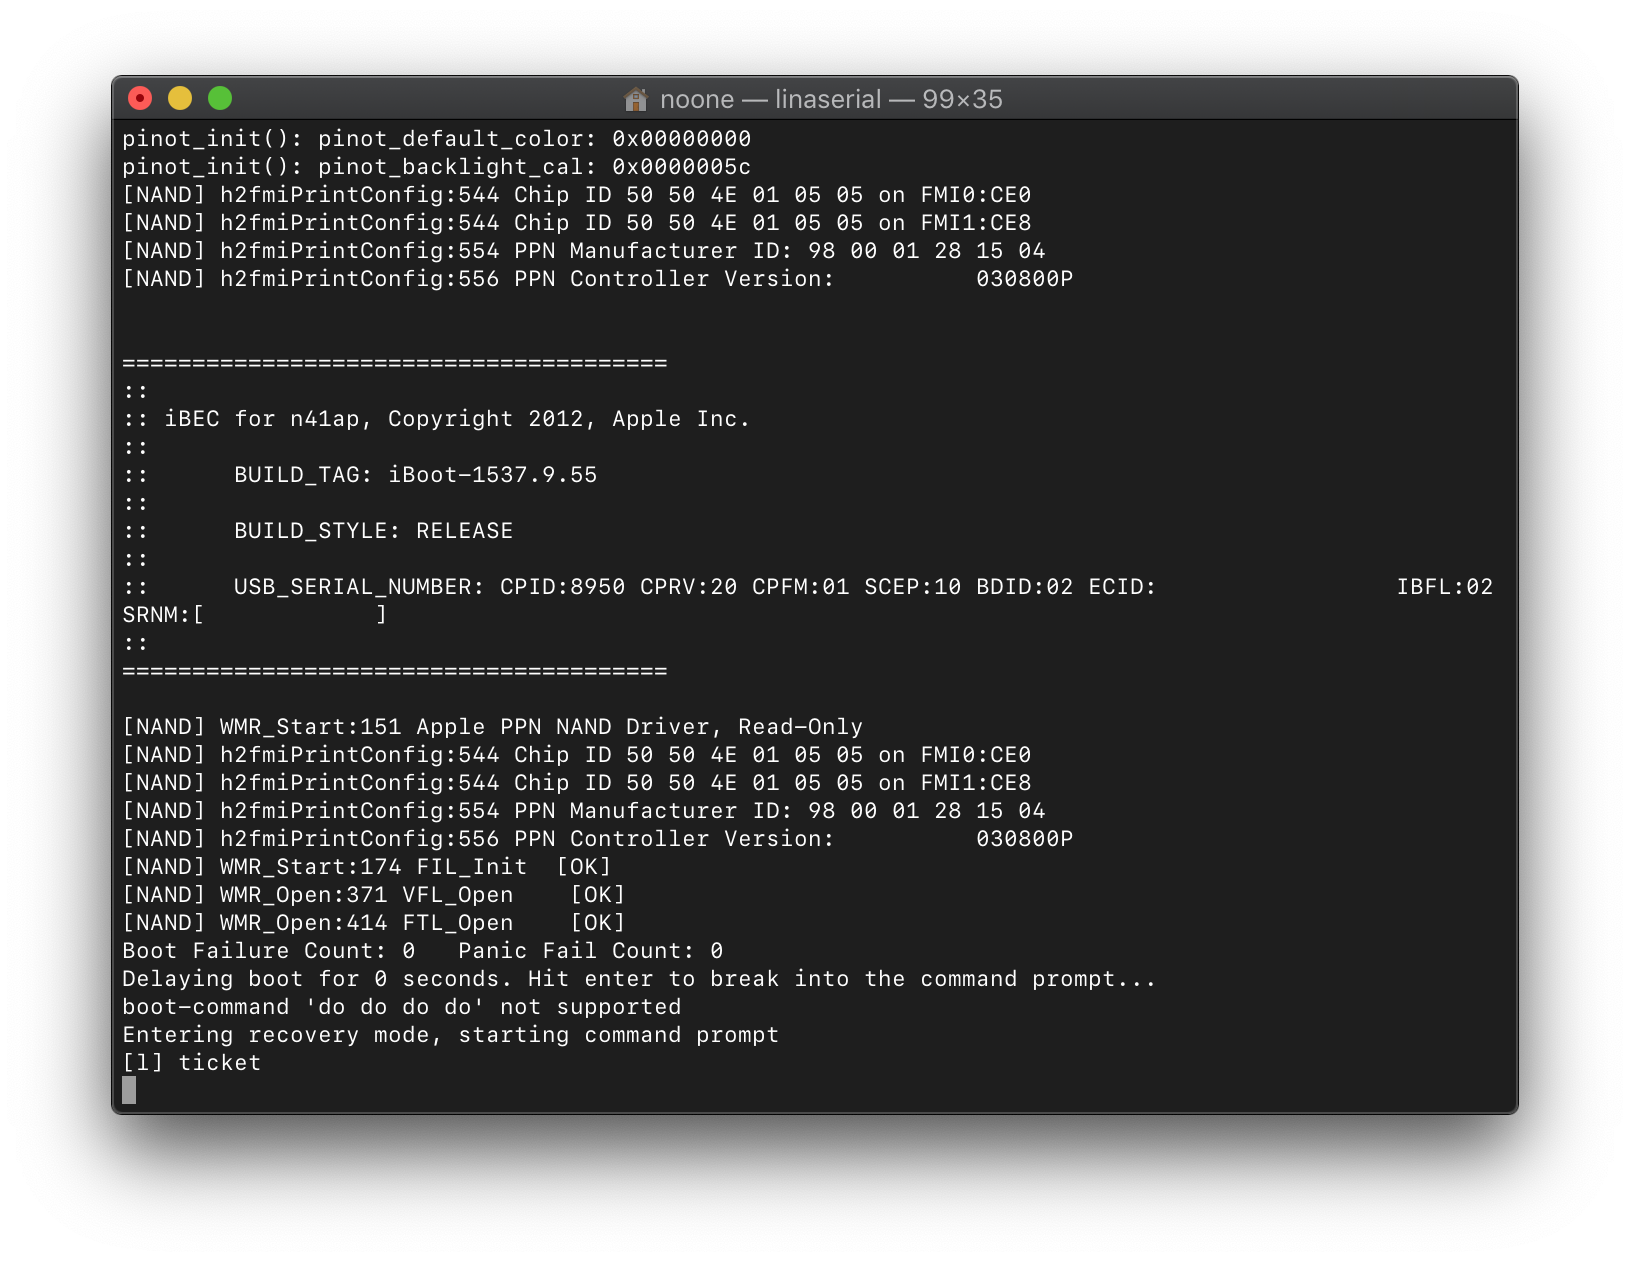 noone — linaserial — 99×35
pinot_init(): pinot_default_color: 0x00000000
pinot_init(): pinot_backlight_cal: 0x0000005c
[NAND] h2fmiPrintConfig:544 Chip ID 50 50 4E 01 05 05 on FMI0:CE0
[NAND] h2fmiPrintConfig:544 Chip ID 50 50 4E 01 05 05 on FMI1:CE8
[NAND] h2fmiPrintConfig:554 PPN Manufacturer ID: 98 00 01 28 15 04
[NAND] h2fmiPrintConfig:556 PPN Controller Version:          030800P
=======================================
::
:: iBEC for n41ap, Copyright 2012, Apple Inc.
::
::      BUILD_TAG: iBoot-1537.9.55
::
::      BUILD_STYLE: RELEASE
::
::      USB_SERIAL_NUMBER: CPID:8950 CPRV:20 CPFM:01 SCEP:10 BDID:02 ECID:                 IBFL:02
SRNM:[            ]
::
=======================================
[NAND] WMR_Start:151 Apple PPN NAND Driver, Read-Only
[NAND] h2fmiPrintConfig:544 Chip ID 50 50 4E 01 05 05 on FMI0:CE0
[NAND] h2fmiPrintConfig:544 Chip ID 50 50 4E 01 05 05 on FMI1:CE8
[NAND] h2fmiPrintConfig:554 PPN Manufacturer ID: 98 00 01 28 15 04
[NAND] h2fmiPrintConfig:556 PPN Controller Version:          030800P
[NAND] WMR_Start:174 FIL_Init  [OK]
[NAND] WMR_Open:371 VFL_Open    [OK]
[NAND] WMR_Open:414 FTL_Open    [OK]
Boot Failure Count: 0   Panic Fail Count: 0
Delaying boot for 0 seconds. Hit enter to break into the command prompt...
boot-command 'do do do do' not supported
Entering recovery mode, starting command prompt
[l] ticket